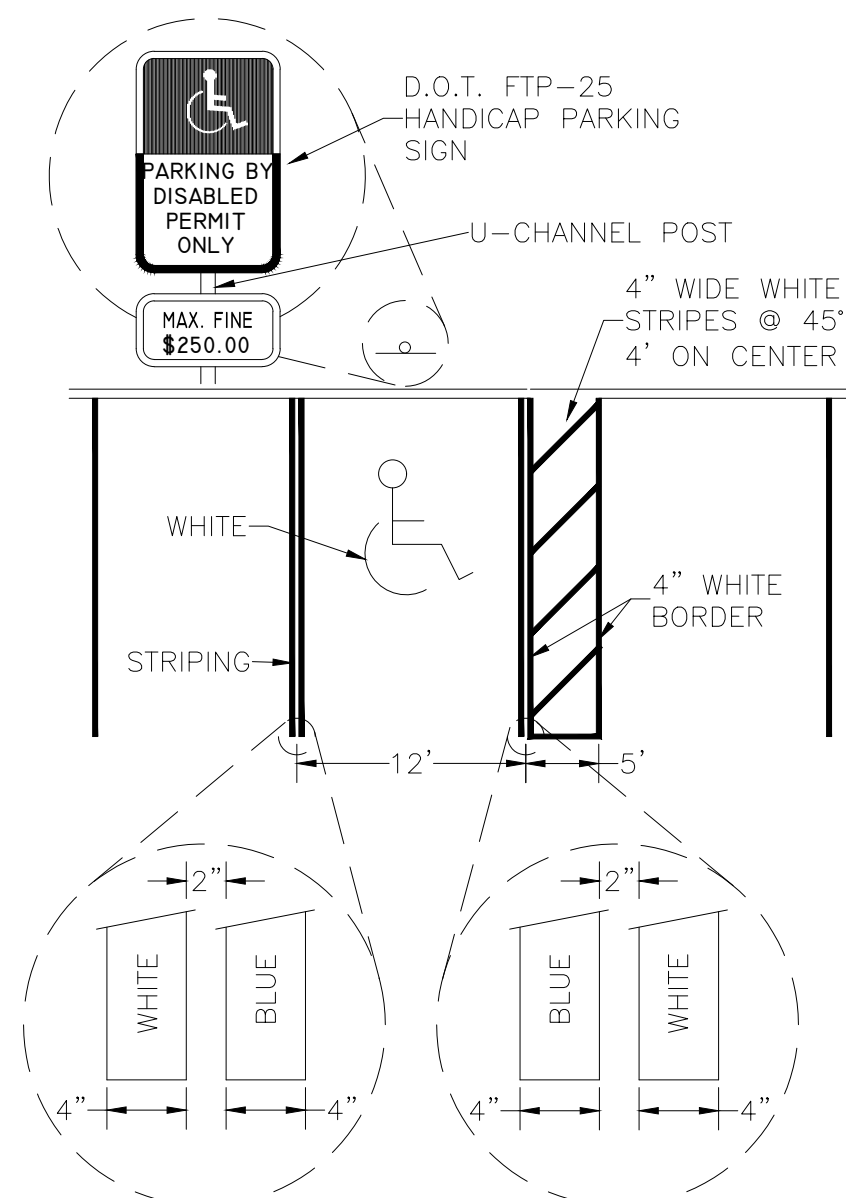 D.O.T. FTP-25
HANDICAP PARKING
SIGN
PARKING BY
DISABLED
PERMIT
ONLY
U-CHANNEL POST
MAX. FINE
$250.00
4" WIDE WHITE
STRIPES @ 45°
4' ON CENTER
WHITE
4" WHITE
BORDER
STRIPING
12'
5'
2"
2"
WHITE
BLUE
BLUE
WHITE
4"
4"
4"
4"